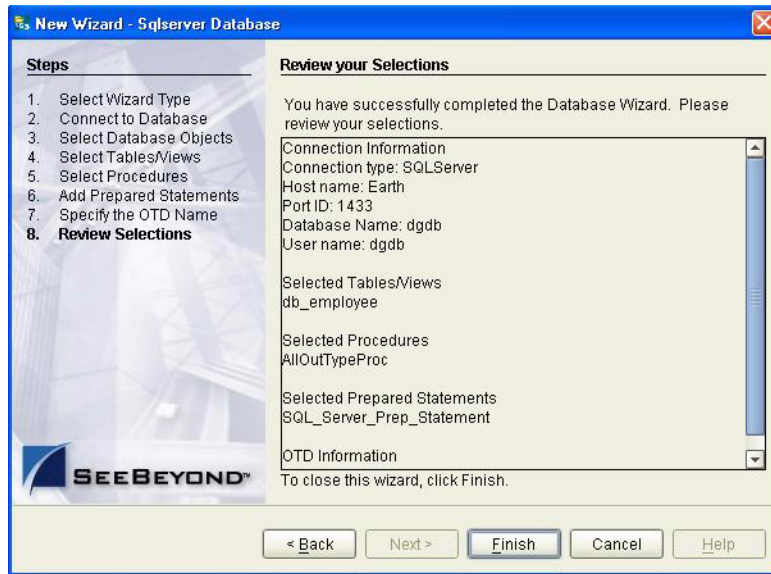 New Wizard - Sqlserver Database
Steps
1. Select Wizard Type
2. Connect to Database
3. Select Database Objects
4. Select Tables/Views
5. Select Procedures
6. Add Prepared Statements
7. Specify the OTD Name
8. Review Selections
SEEBEYOND™
Review your Selections
You have successfully completed the Database Wizard. Please
review your selections.
Connection Information
Connection type: SQLServer
Host name: Earth
Port ID: 1433
Database Name: dgdb
User name: dgdb
Selected Tables/Views
db_employee
Selected Procedures
AllOutTypeProc
Selected Prepared Statements
SQL_Server_Prep_Statement
OTD Information
To close this wizard, click Finish.
< Back
Next >
Finish
Cancel
Help